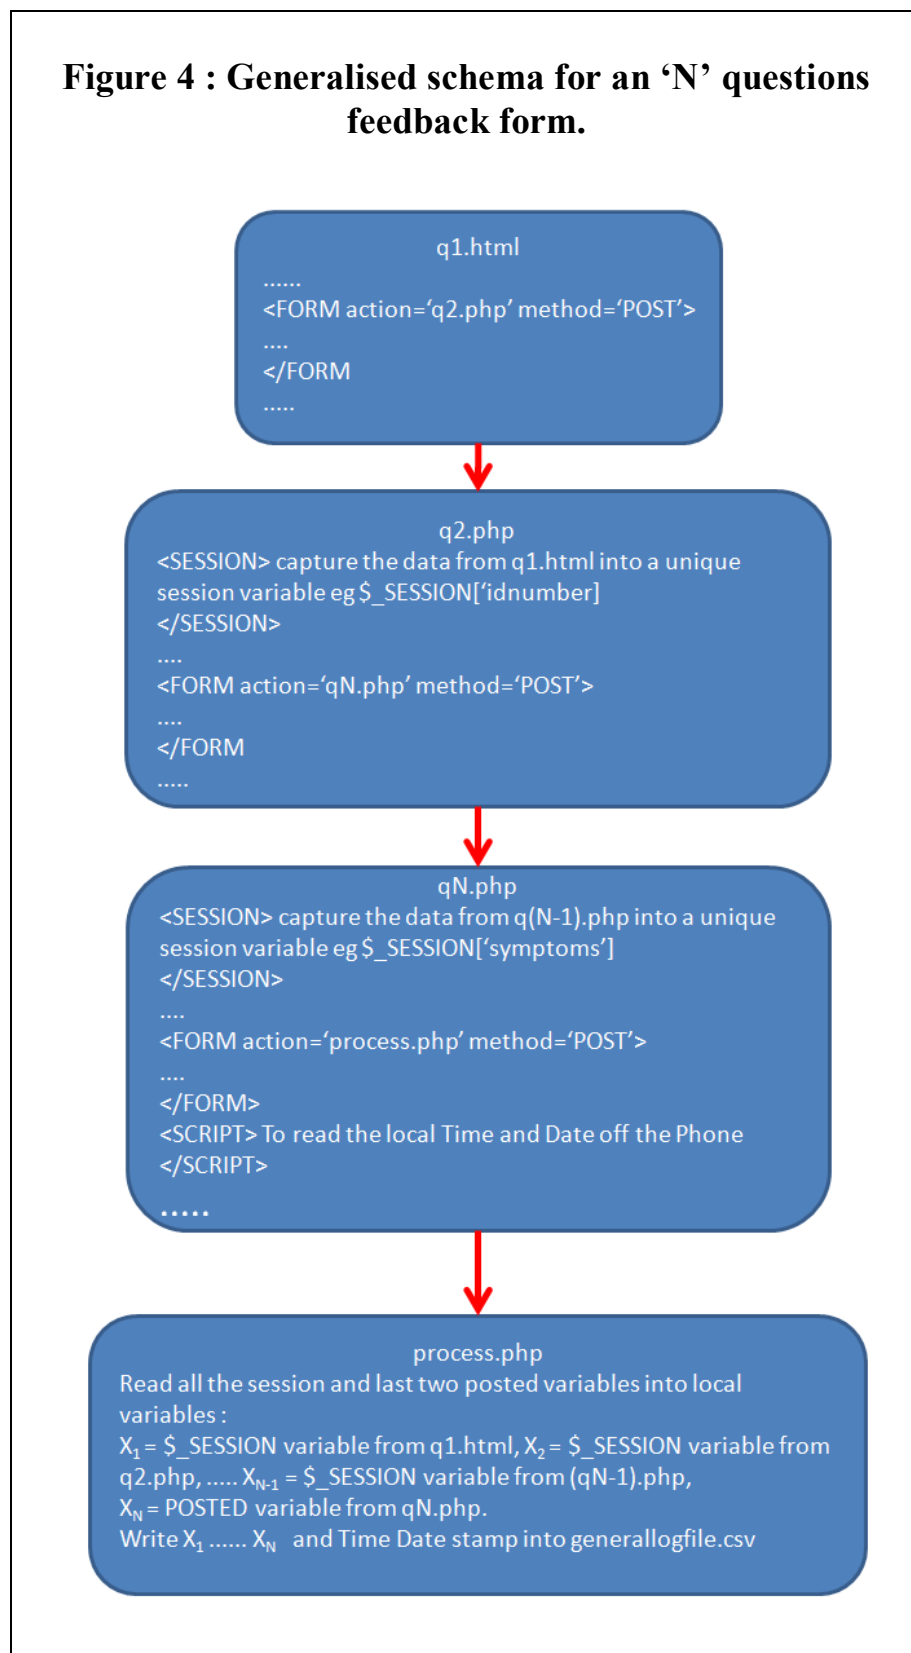 Figure 4 : Generalised schema for an ‘N’ questions
feedback form.
q1.html
......
<FORM action=‘q2.php’ method=‘POST’>
....
</FORM
.....
q2.php
<SESSION> capture the data from q1.html into a unique
session variable eg $_SESSION[‘idnumber]
</SESSION>
....
<FORM action=‘qN.php’ method=‘POST’>
....
</FORM
.....
qN.php
<SESSION> capture the data from q(N-1).php into a unique
session variable eg $_SESSION[‘symptoms’]
</SESSION>
....
<FORM action=‘process.php’ method=‘POST’>
....
</FORM>
<SCRIPT> To read the local Time and Date off the Phone
</SCRIPT>
.....
process.php
Read all the session and last two posted variables into local
variables :
X1 = $_SESSION variable from q1.html, X2 = $_SESSION variable from
q2.php, ..... XN-1 = $_SESSION variable from (qN-1).php,
XN = POSTED variable from qN.php.
Write X1 ...... XN and Time Date stamp into generallogfile.csv